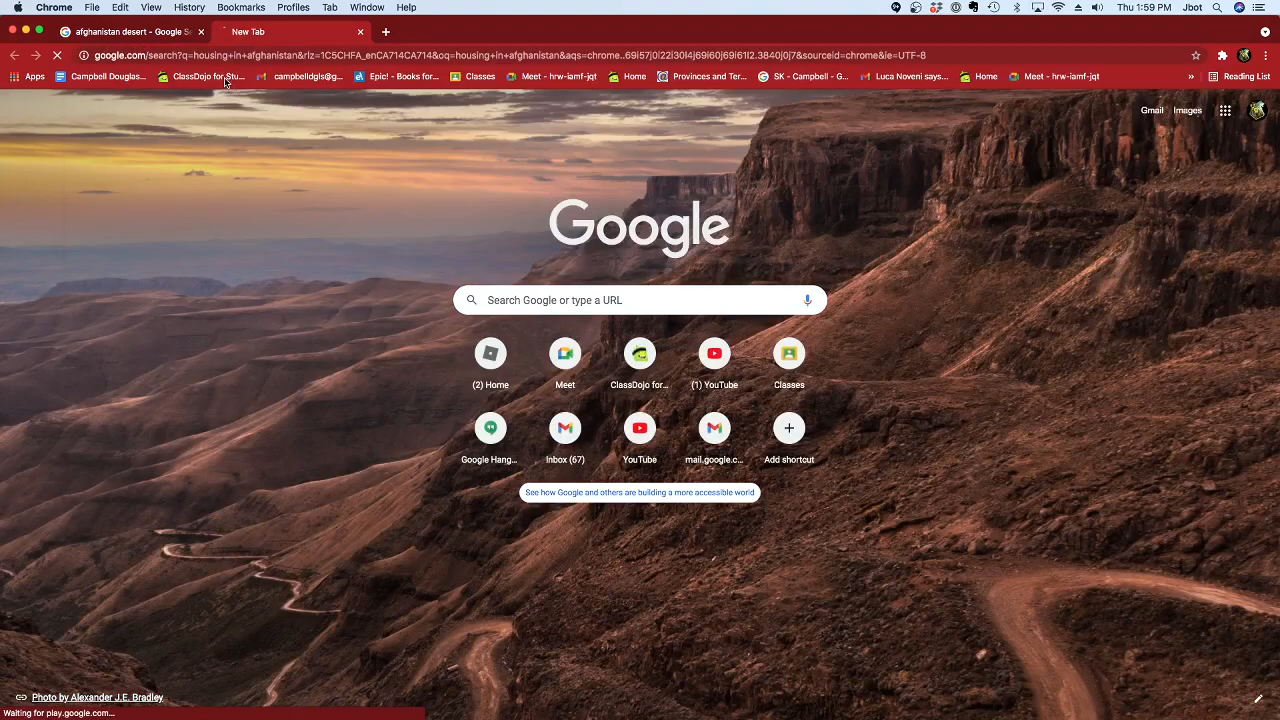 Chrome File Edit View History Bookmarks Profiles Tab Window Help Thu 1:59 PM Jbot
afghanistan desert - Google Se New Tab
google.com/search?q=housing+in+afghanistan&rlz=1C5CHFA_enCA714CA714&oq=housing+in+afghanistan&aqs=chrome..69i57j0i22i30l4j69i60j69i61l2.3840j0j7&sourceid=chrome&ie=UTF-8
Apps Campbell Douglas... ClassDojo for Stu... campbelldgls@g... Epic! - Books for... Classes Meet - hrw-iamf-jqt Home Provinces and Ter... SK - Campbell - G... Luca Noveni says... Home Meet - hrw-iamf-jqt » Reading List
Gmail Images
Google
Search Google or type a URL
(2) Home Meet ClassDojo for... (1) YouTube Classes
Google Hang... Inbox (67) YouTube mail.google.c... Add shortcut
See how Google and others are building a more accessible world
Photo by Alexander J.E. Bradley
Waiting for play.google.com...